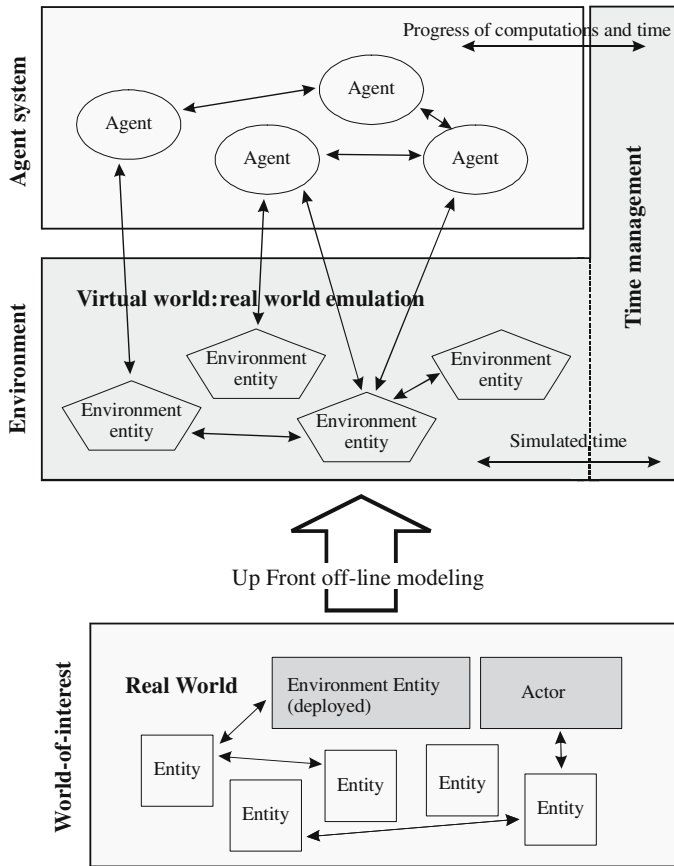 Progress of computations and time
Agent system
Agent
Agent
Agent
Agent
Time management
Environment
Virtual world:real world emulation
Environment
entity
Environment
entity
Environment
entity
Environment
entity
Simulated time
Up Front off-line modeling
World-of-interest
Real World
Environment Entity
(deployed)
Actor
Entity
Entity
Entity
Entity
Entity